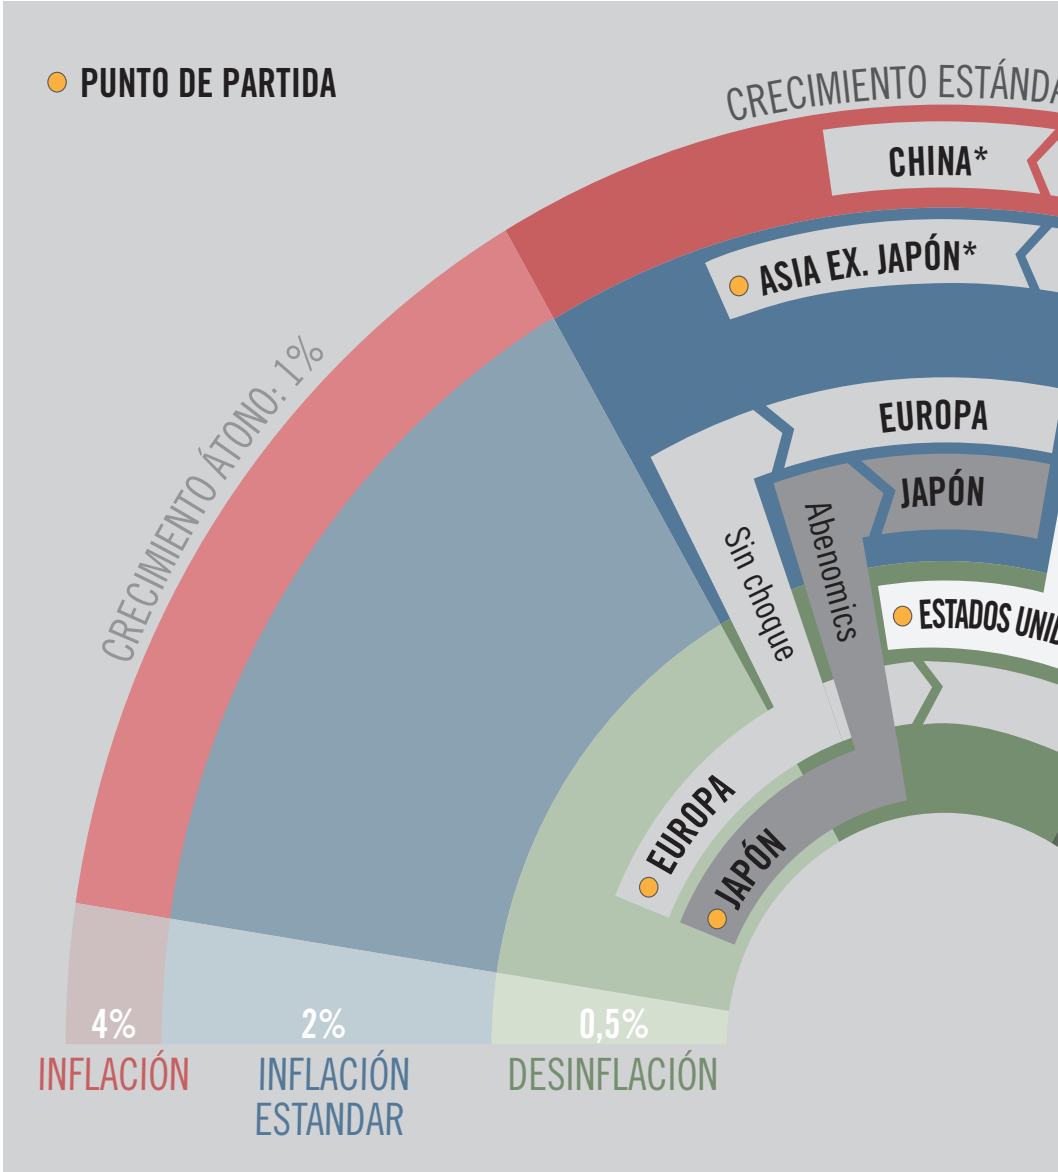 PUNTO DE PARTIDA
CRECIMIENTO ESTÁNDA
CHINA*
ASIA EX. JAPÓN*
CRECIMIENTO ÁTONO: 1%
EUROPA
JAPÓN
Sin choque
Abenomics
ESTADOS UNID
EUROPA
JAPÓN
4%
2%
0,5%
INFLACIÓN
INFLACIÓN
ESTANDAR
DESINFLACIÓN